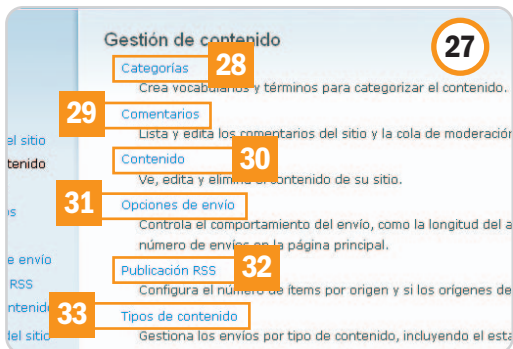 Gestión de contenido
27
Categorías
28
Crea vocabularios y términos para categorizar el contenido.
29
Comentarios
Lista y edita los comentarios del sitio y la cola de moderación
el sitio
tenido
Contenido
30
Ve, edita y elimina el contenido de su sitio.
31
Opciones de envío
os
Controla el comportamiento del envío, como la longitud del a
número de envíos en la página principal.
e envío
Publicación RSS
32
RSS
Configura el número de ítems por origen y si los orígenes de
ntenid
33
Tipos de contenido
del sitio
Gestiona los envíos por tipo de contenido, incluyendo el esta